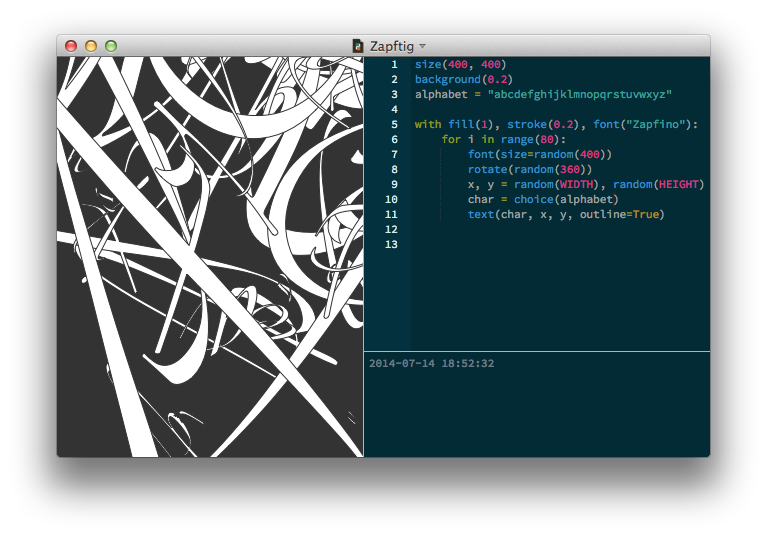 Zapftig
1 size(400, 400)
2 background(0.2)
3 alphabet = "abcdefghijklmnopqrstuvwxyz"
4
5 with fill(1), stroke(0.2), font("Zapfino"):
6     for i in range(80):
7         font(size=random(400))
8         rotate(random(360))
9         x, y = random(WIDTH), random(HEIGHT)
10         char = choice(alphabet)
11         text(char, x, y, outline=True)
12
13
2014-07-14 18:52:32